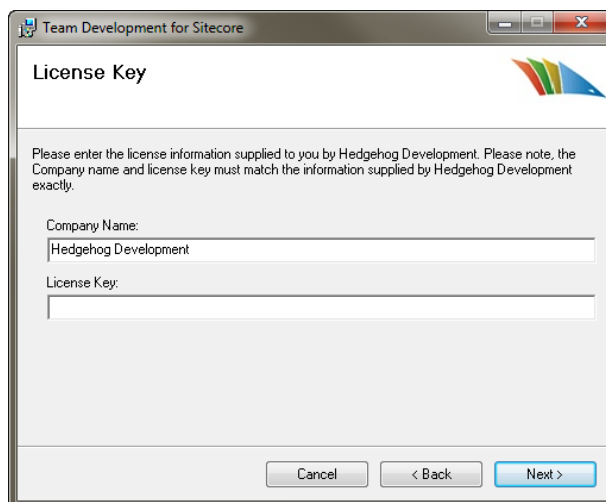 Team Development for Sitecore
License Key
Please enter the license information supplied to you by Hedgehog Development. Please note, the
Company name and license key must match the information supplied by Hedgehog Development
exactly.
Company Name:
Hedgehog Development
License Key:
Cancel
< Back
Next >